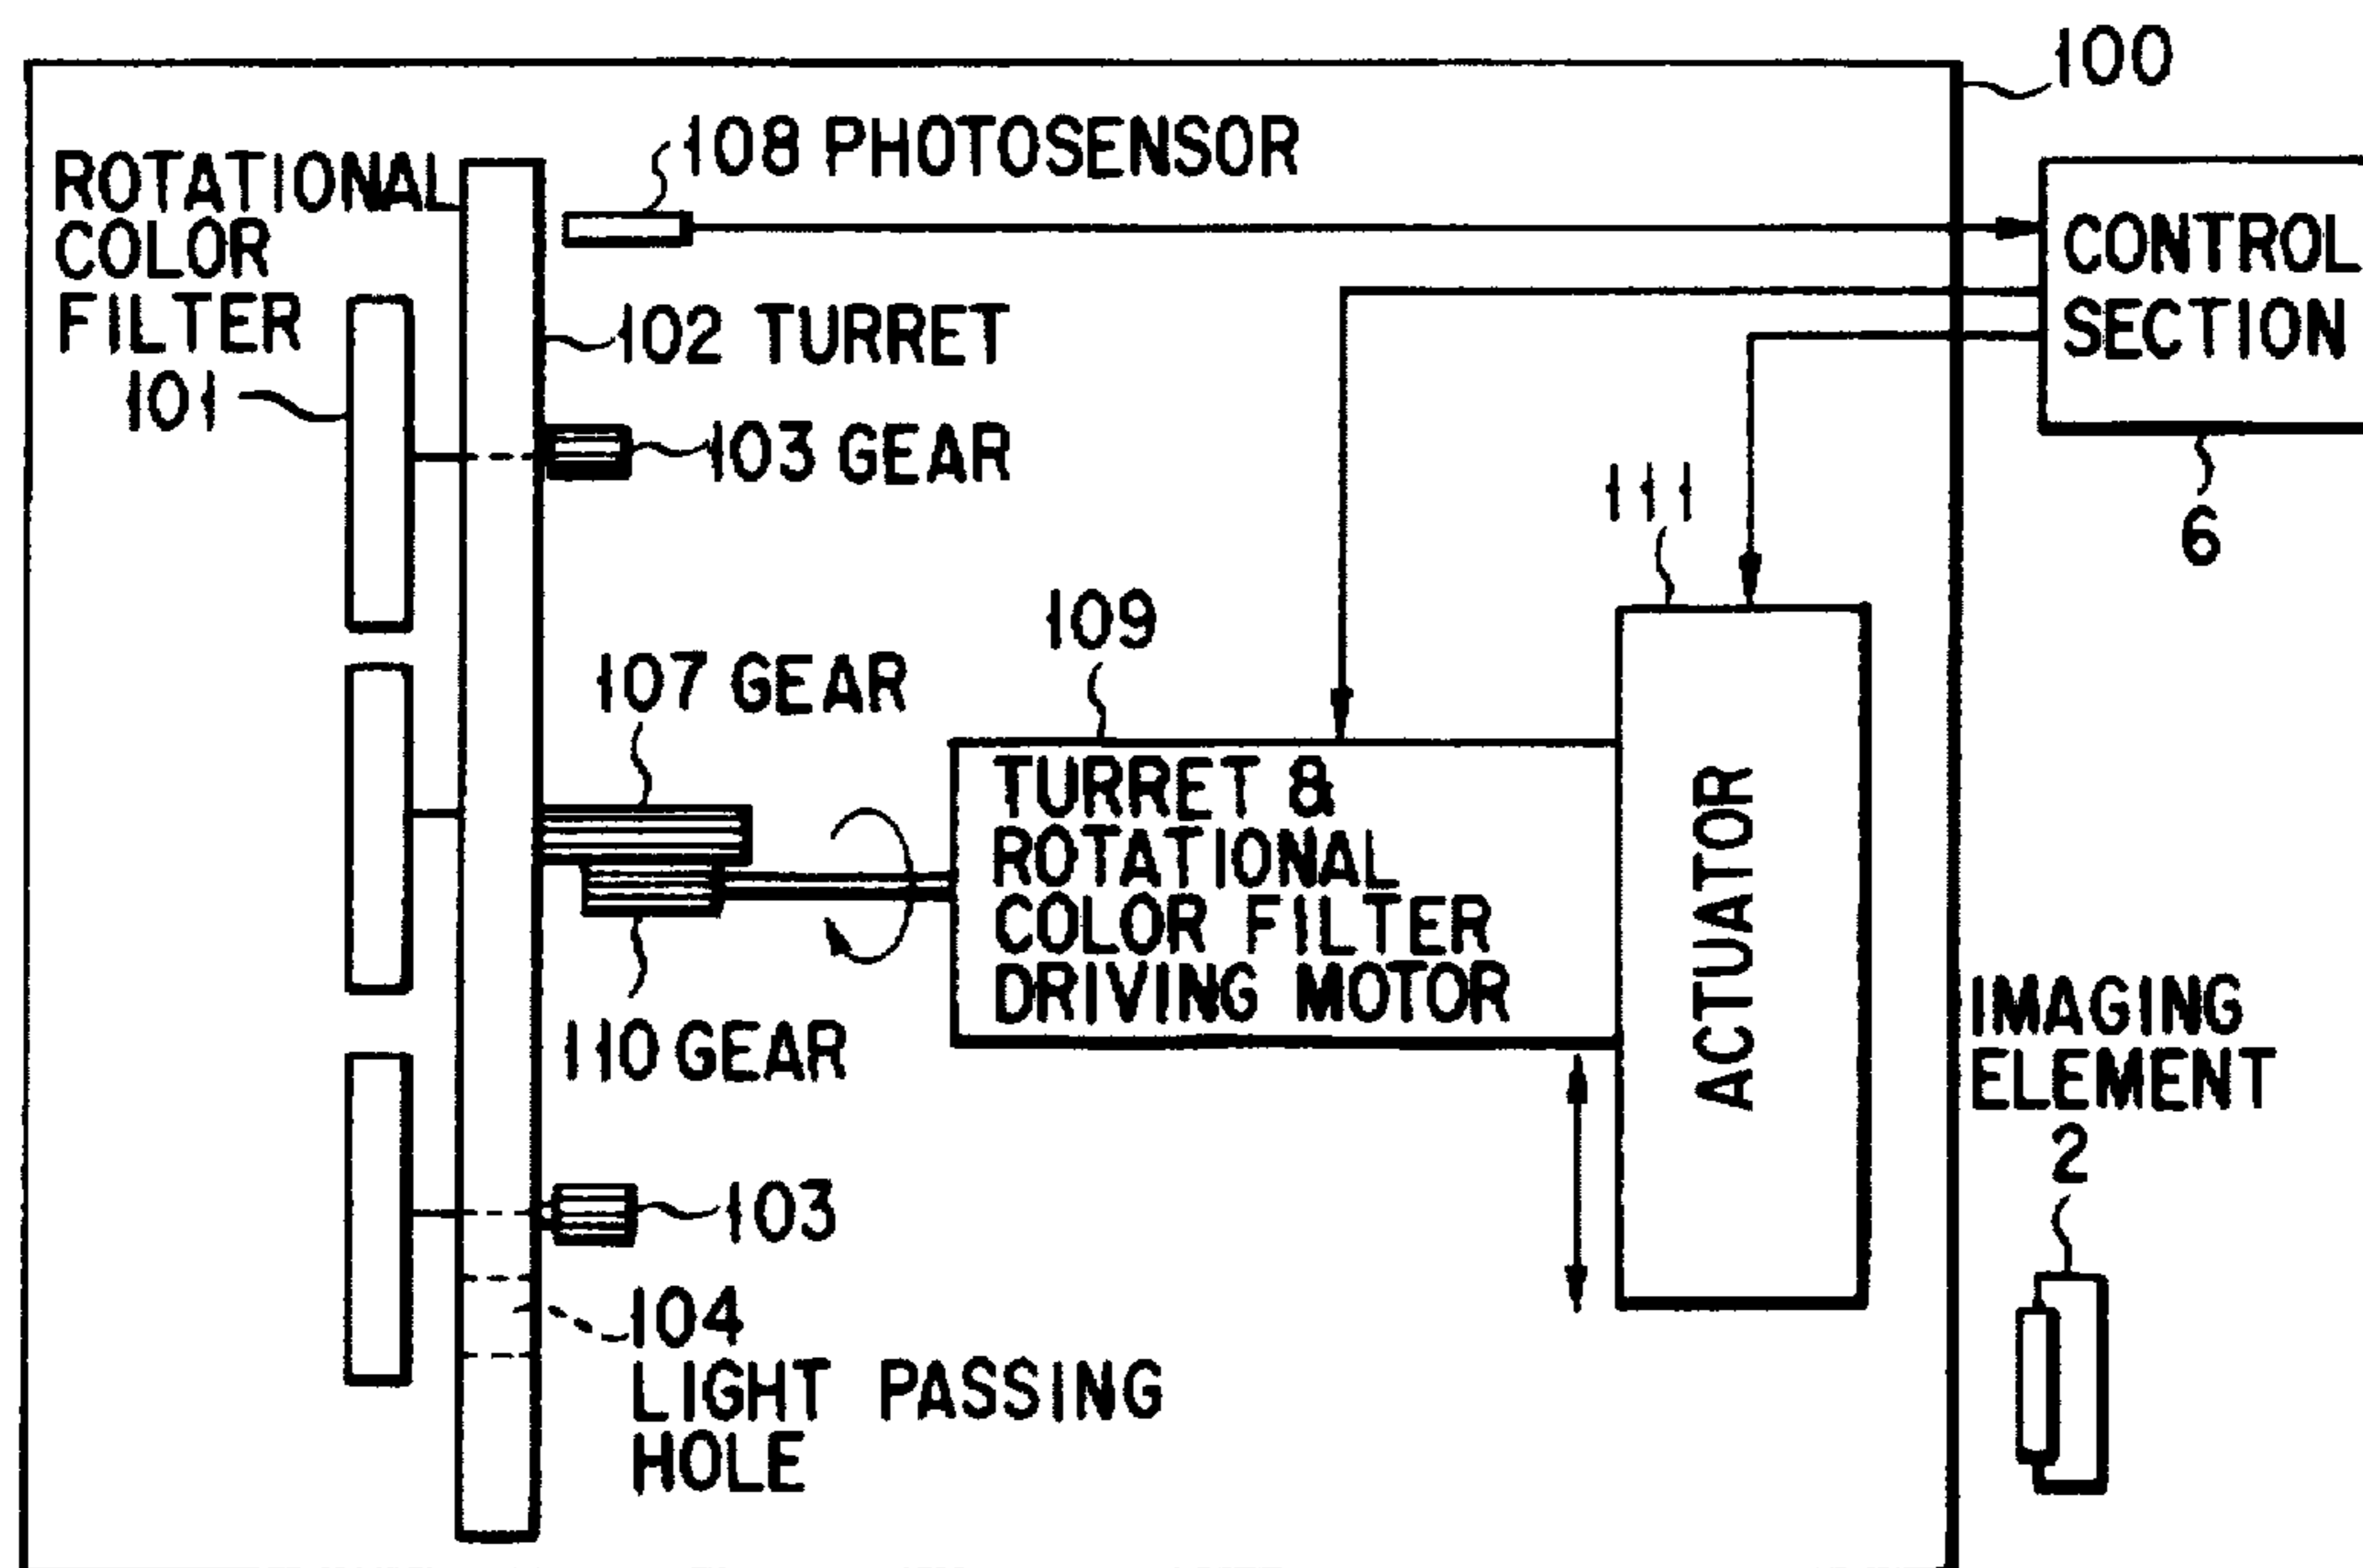 100
108 PHOTOSENSOR
ROTATIONAL
COLOR
FILTER
101
102 TURRET
103 GEAR
CONTROL
SECTION
6
111
109
107 GEAR
TURRET &
ROTATIONAL
COLOR FILTER
DRIVING MOTOR
ACTUATOR
110 GEAR
IMAGING
ELEMENT
2
103
104
LIGHT PASSING
HOLE